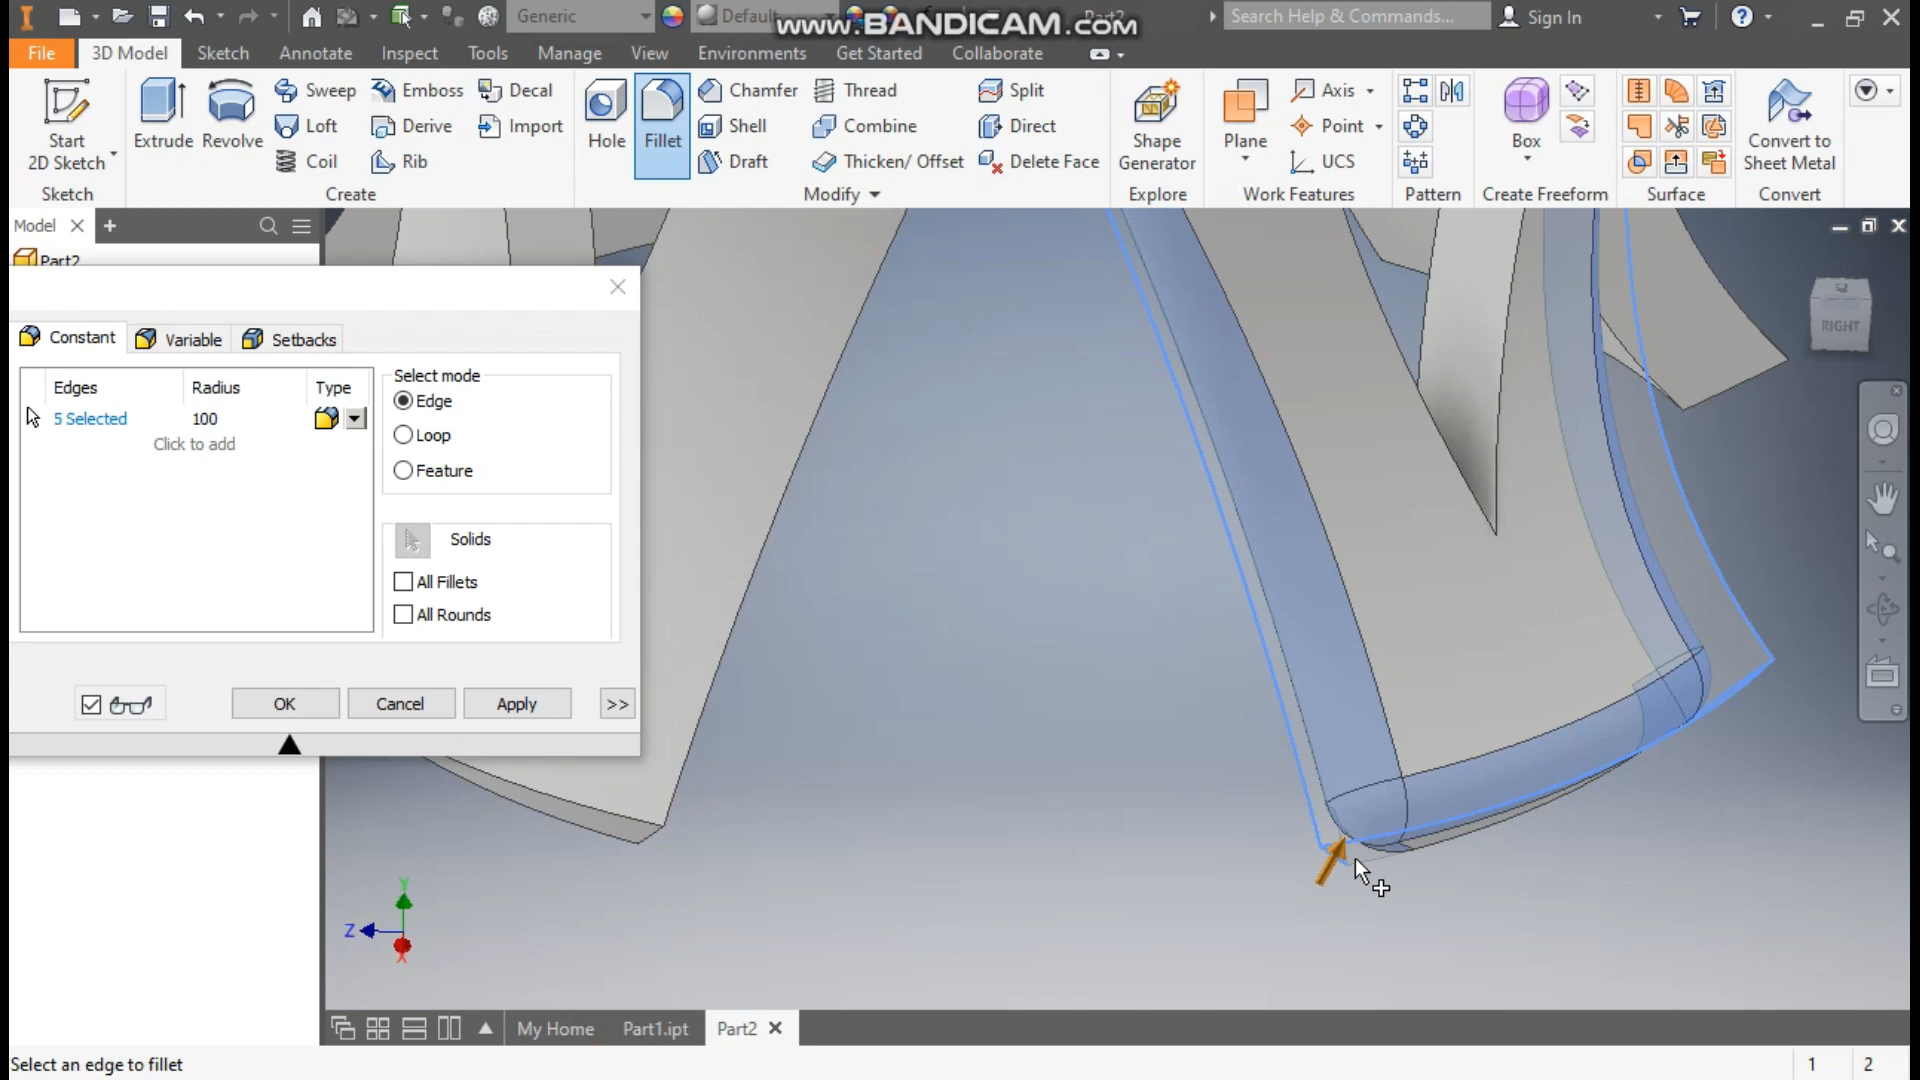 Generic
Default
www.BANDICAM.com
Search Help & Commands...
Sign In
File
3D Model
Sketch
Annotate
Inspect
Tools
Manage
View
Environments
Get Started
Collaborate
Start
2D Sketch
Extrude
Revolve
Sweep
Loft
Coil
Emboss
Derive
Rib
Decal
Import
Hole
Fillet
Chamfer
Shell
Draft
Thread
Combine
Thicken/ Offset
Split
Direct
Delete Face
Shape
Generator
Plane
Axis
Point
UCS
Box
Convert to
Sheet Metal
Sketch
Create
Modify
Explore
Work Features
Pattern
Create Freeform
Surface
Convert
Model
Part2
Constant
Variable
Setbacks
Edges
Radius
Type
5 Selected
100
Click to add
Select mode
Edge
Loop
Feature
Solids
All Fillets
All Rounds
OK
Cancel
Apply
>>
RIGHT
Y
Z
X
My Home
Part1.ipt
Part2
Select an edge to fillet
1
2